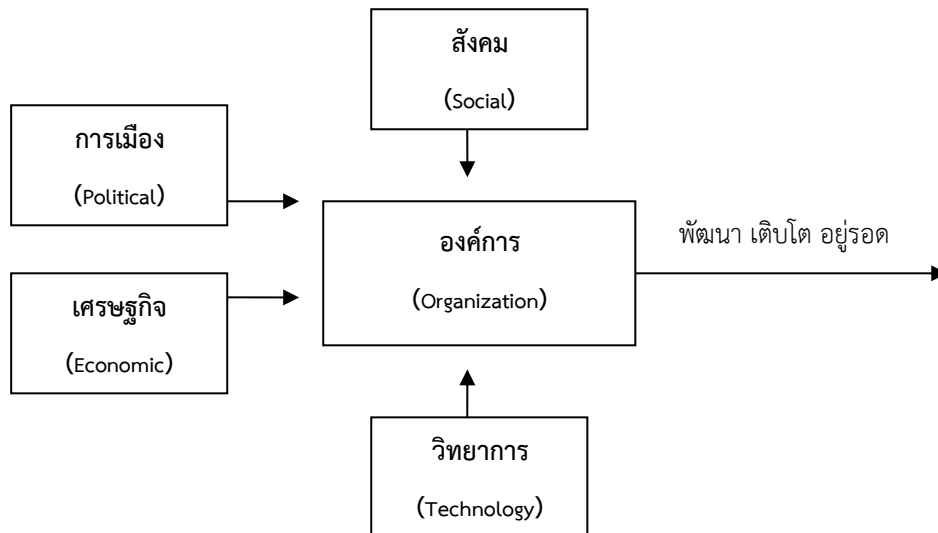 สังคม
(Social)
การเมือง
(Political)
องค์การ
(Organization)
พัฒนา เติบโต อยู่รอด
เศรษฐกิจ
(Economic)
วิทยาการ
(Technology)